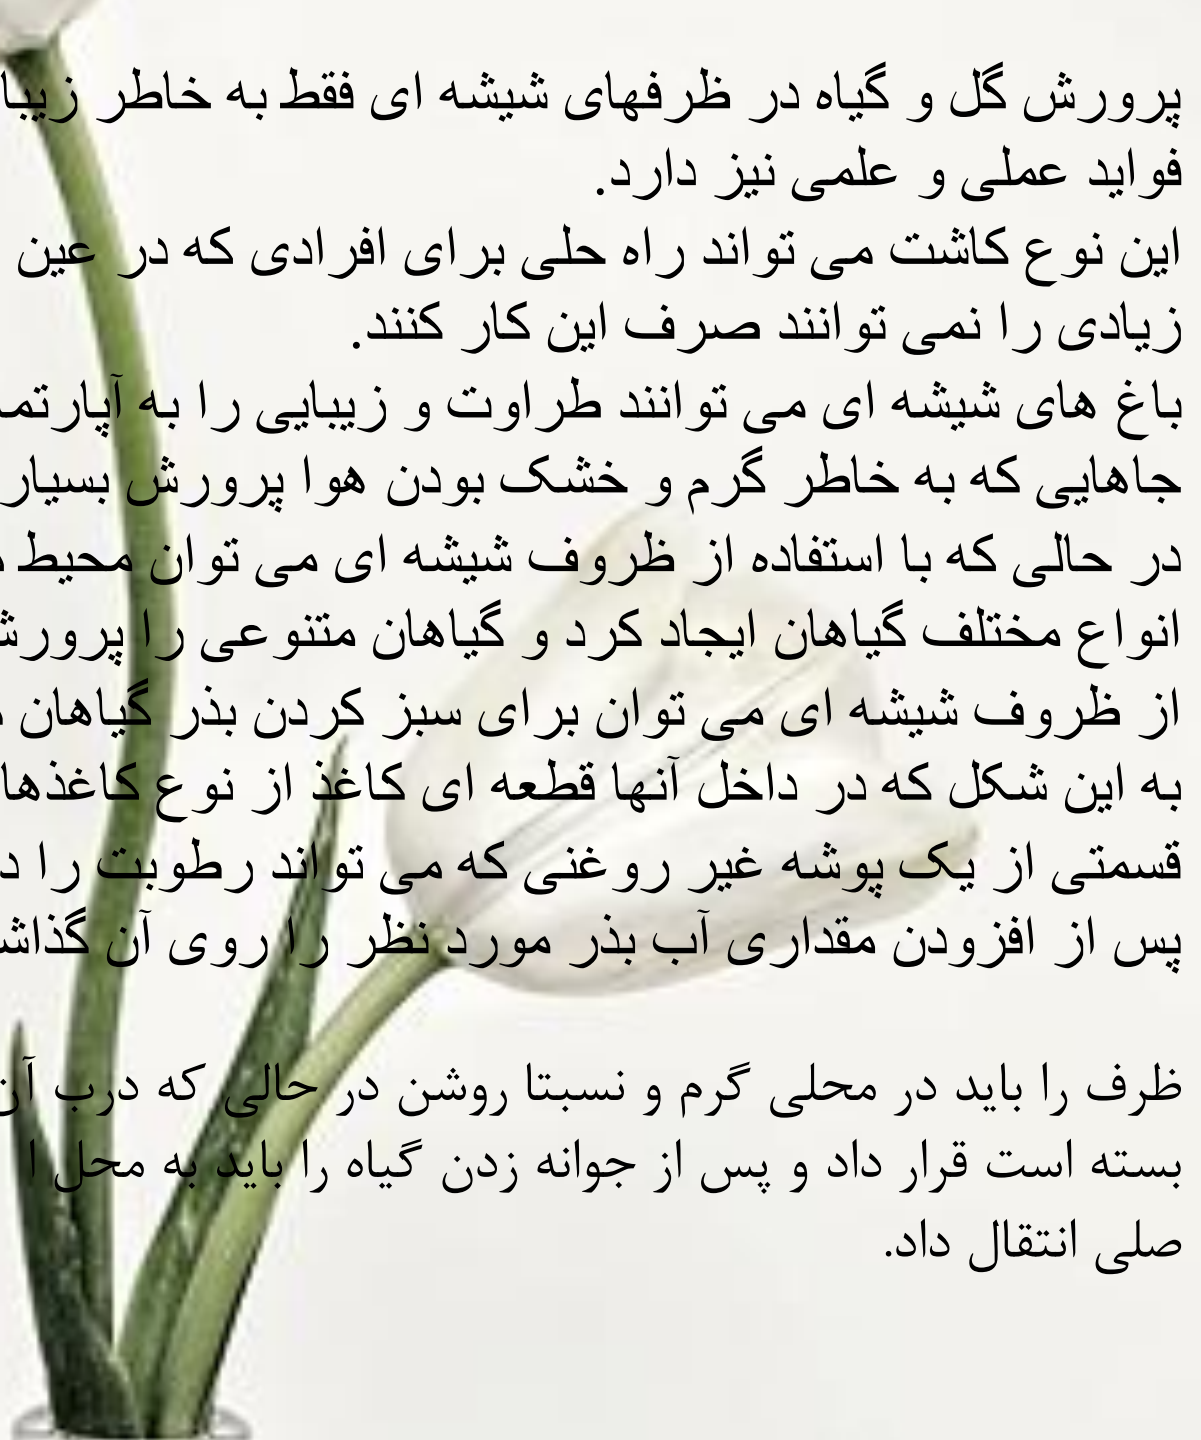 پرورش گل و گیاه در ظرفهای شیشه ای فقط به خاطر
فواید عملی و علمی نیز دارد.
این نوع کاشت می تواند راه حلی برای افرادی که در عین
زیادی را نمی توانند صرف این کار کنند.
باغ های شیشه ای می توانند طراوت و زیبایی را به
جاهایی که به خاطر گرم و خشک بودن هوا پرورش بسیار
در حالی که با استفاده از ظروف شیشه ای می توان محیط
انواع مختلف گیاهان ایجاد کرد و گیاهان متنوعی را
از ظروف شیشه ای می توان برای سبز کردن بذر گیاهان
به این شکل که در داخل آنها قطعه ای کاغذ از نوع کاغذها
قسمتی از یک پوشه غیر روغنی که می تواند رطوبت را
پس از افزودن مقداری آب بذر مورد نظر را روی آن
ظرف را باید در محلی گرم و نسبتا روشن در حالی که درب آن
بسته است قرار داد و پس از جوانه زدن گیاه را باید به محل ا
صلی انتقال داد.